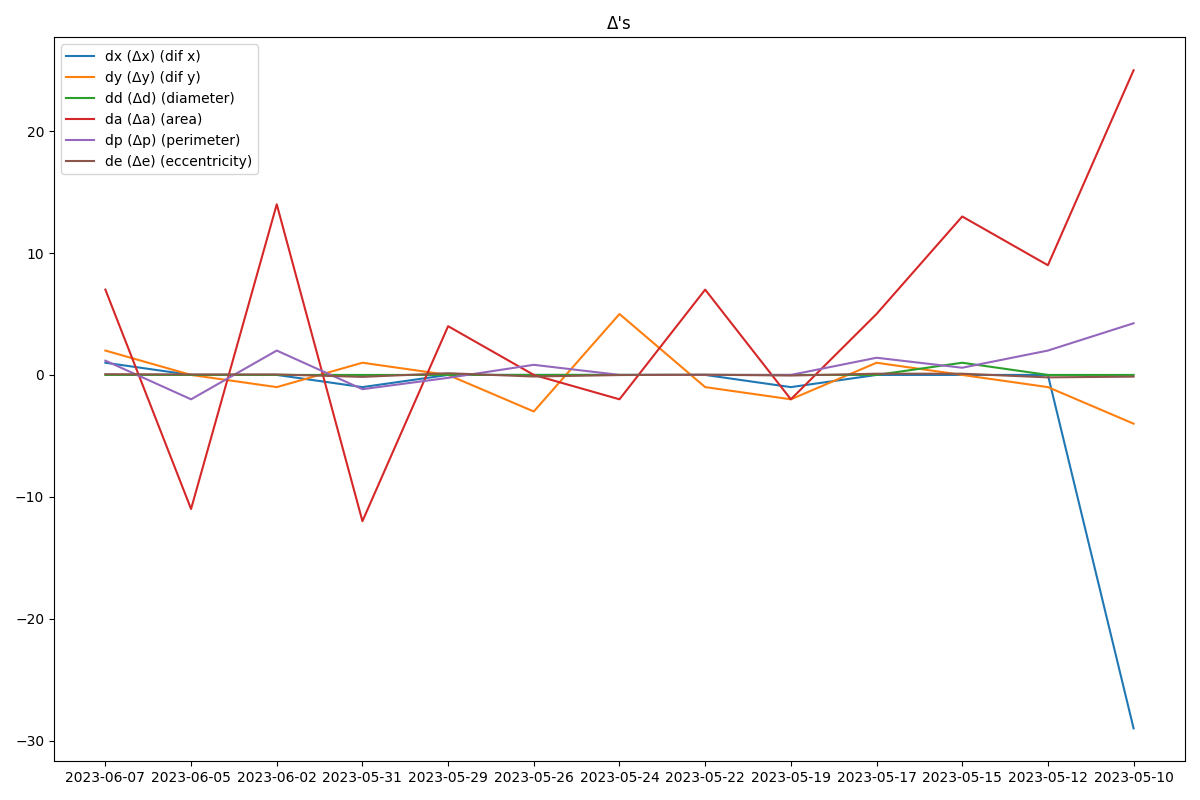 Δ's
dx (Δx) (dif x)
dy (Δy) (dif y)
dd (Δd) (diameter)
da (Δa) (area)
dp (Δp) (perimeter)
de (Δe) (eccentricity)
20
10
0
−10
−20
−30
2023-06-07 2023-06-05 2023-06-02 2023-05-31 2023-05-29 2023-05-26 2023-05-24 2023-05-22 2023-05-19 2023-05-17 2023-05-15 2023-05-12 2023-05-10